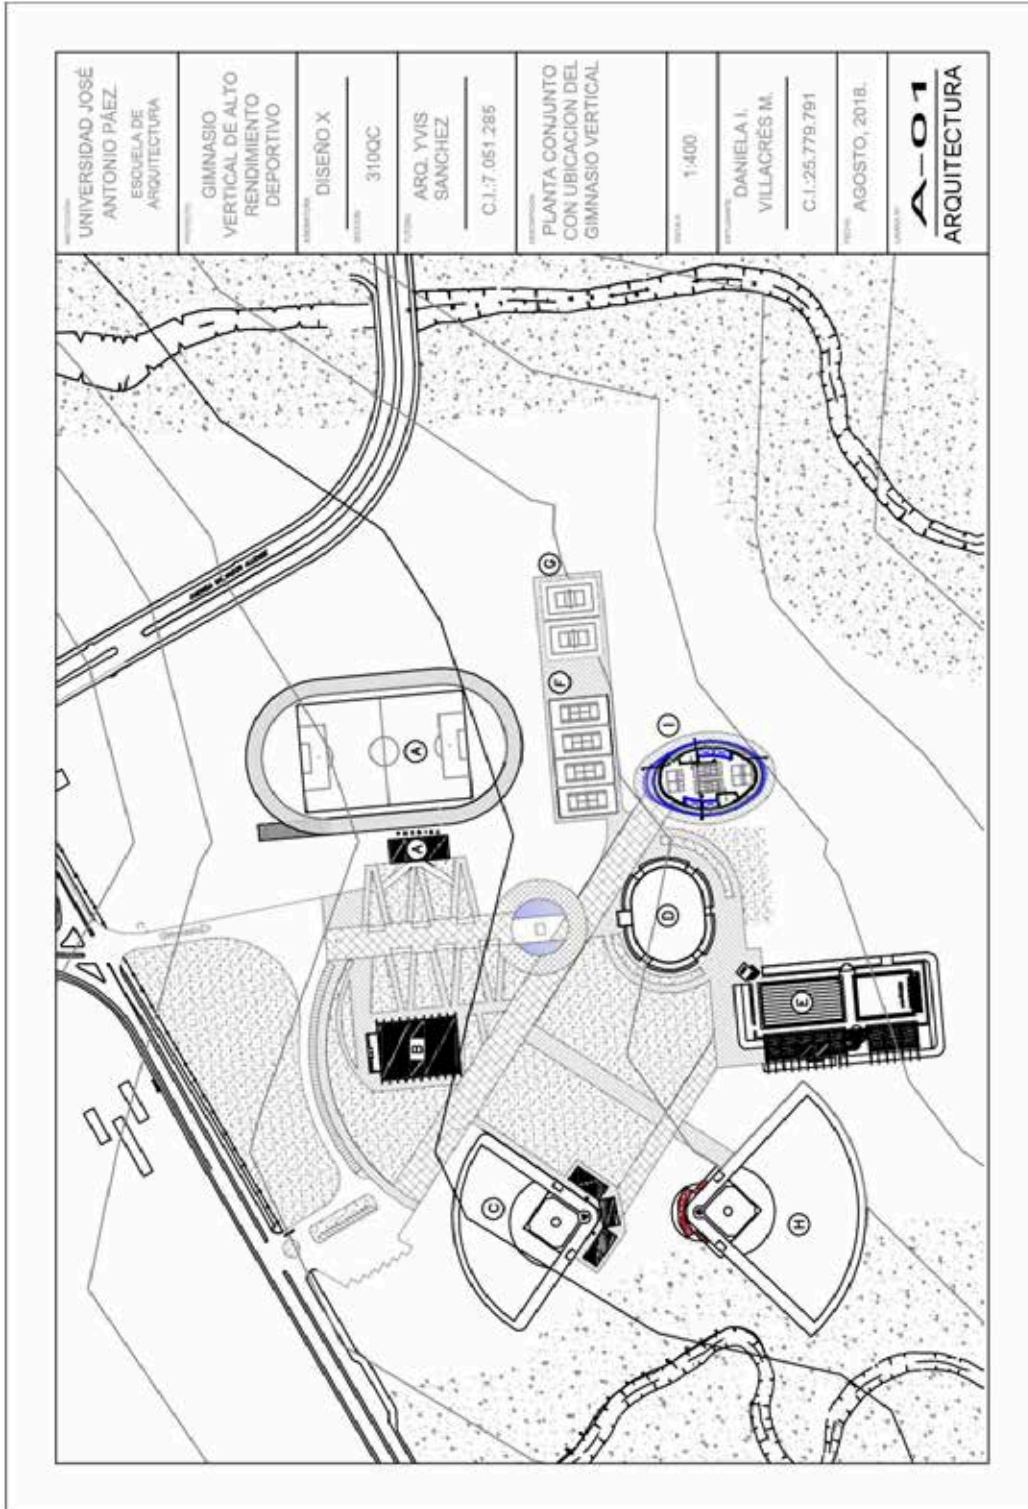 UNIVERSIDAD JOSÉ
ANTONIO PÁEZ.
ESCUELA DE
ARQUITECTURA
GIMNASIO
VERTICAL DE ALTO
RENDIMIENTO
DEPORTIVO
DISEÑO X
310QC
ARQ. YVIS
SANCHEZ
C.I.:7.051.285
PLANTA CONJUNTO
CON UBICACION DEL
GIMNASIO VERTICAL
1:400
DANIELA I.
VILLACRÉS M.
C.I.:25.779.791
AGOSTO, 2018.
A-01
ARQUITECTURA
G
F
A
I
A
D
B
E
C
H